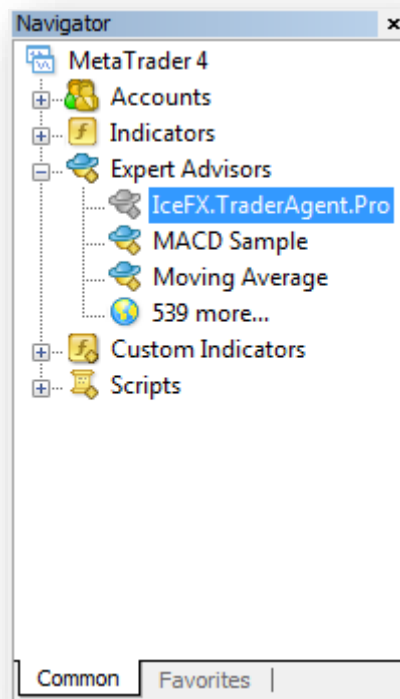 Navigator
MetaTrader 4
Accounts
Indicators
Expert Advisors
IceFX.TraderAgent.Pro
MACD Sample
Moving Average
539 more...
Custom Indicators
Scripts
Common
Favorites